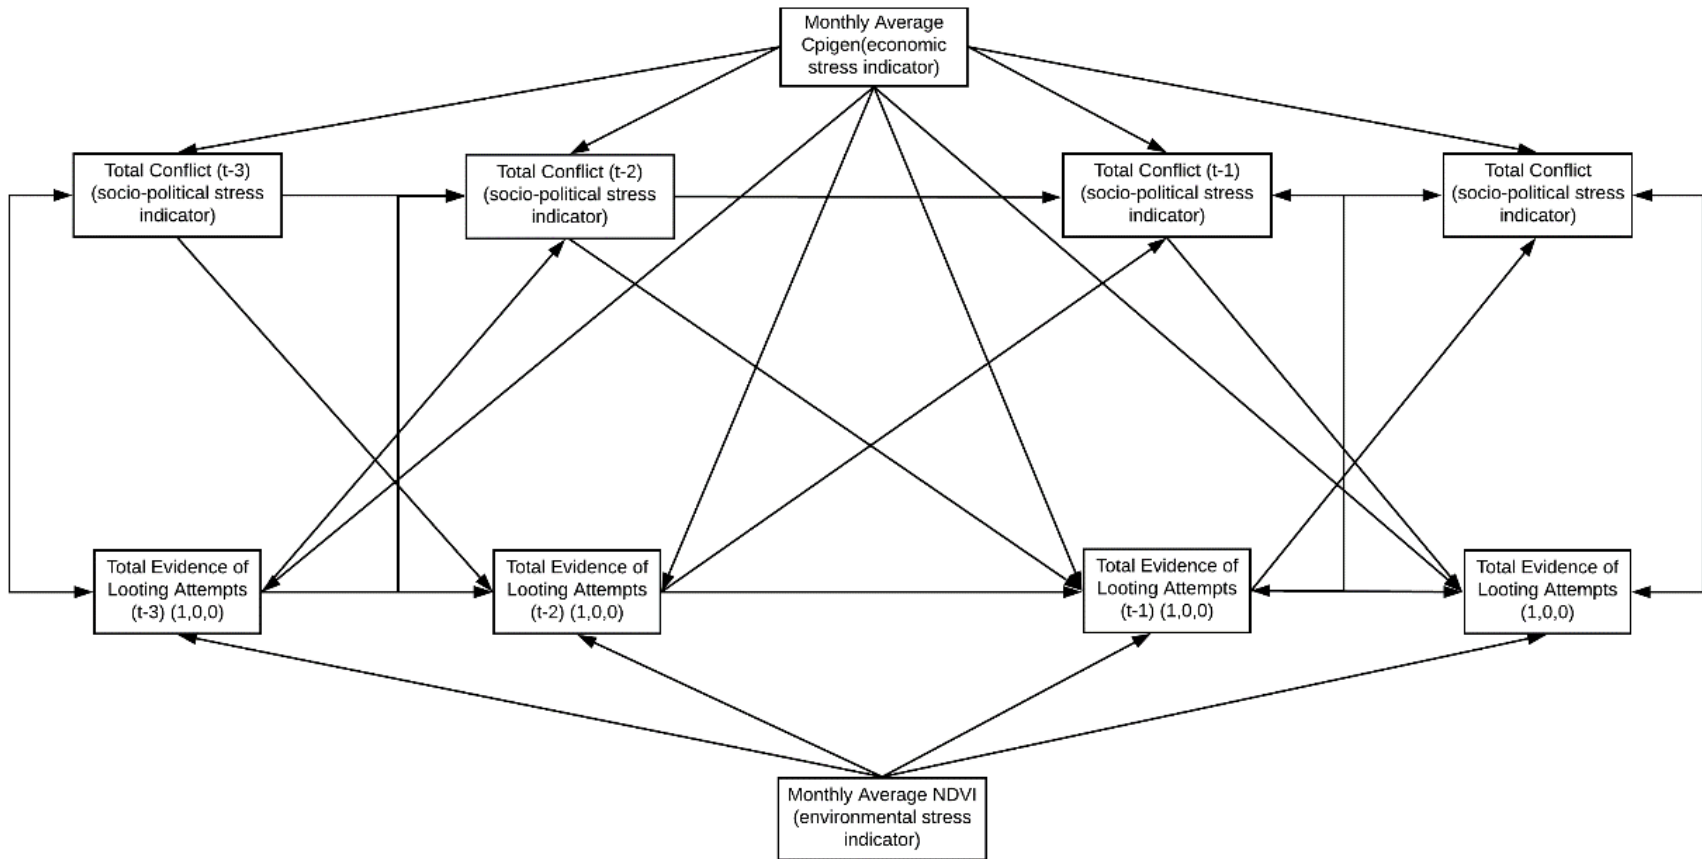 Monthly Average
Cpigen(economic
stress indicator)
Total Conflict (t-3)
(socio-political stress
indicator)
Total Conflict (t-2)
(socio-political stress
indicator)
Total Conflict (t-1)
(socio-political stress
indicator)
Total Conflict
(socio-political stress
indicator)
Total Evidence of
Looting Attempts
(t-3) (1,0,0)
Total Evidence of
Looting Attempts
(t-2) (1,0,0)
Total Evidence of
Looting Attempts
(t-1) (1,0,0)
Total Evidence of
Looting Attempts
(1,0,0)
Monthly Average NDVI
(environmental stress
indicator)